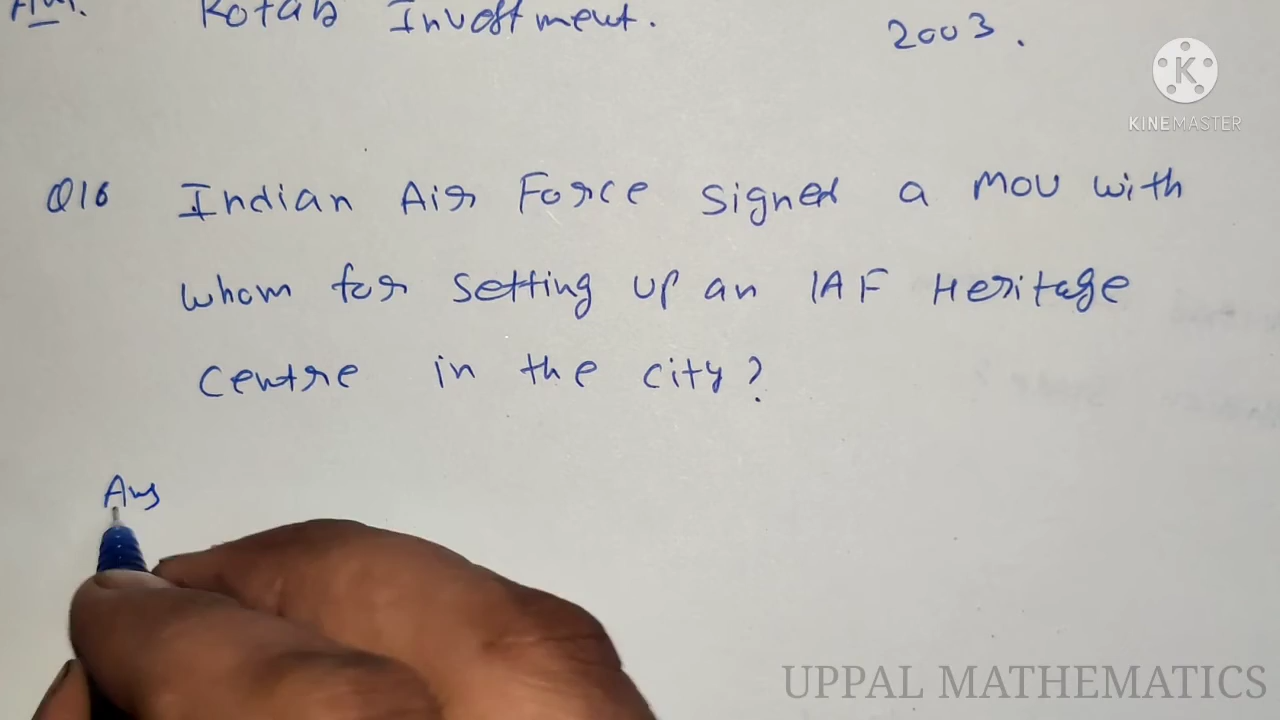 Ans.
Kotak Investment.
2003.
KINEMASTER
Q16 Indian Air Force signed a MOU with
whom for setting up an IAF Heritage
centre in the city?
Ans
UPPAL MATHEMATICS